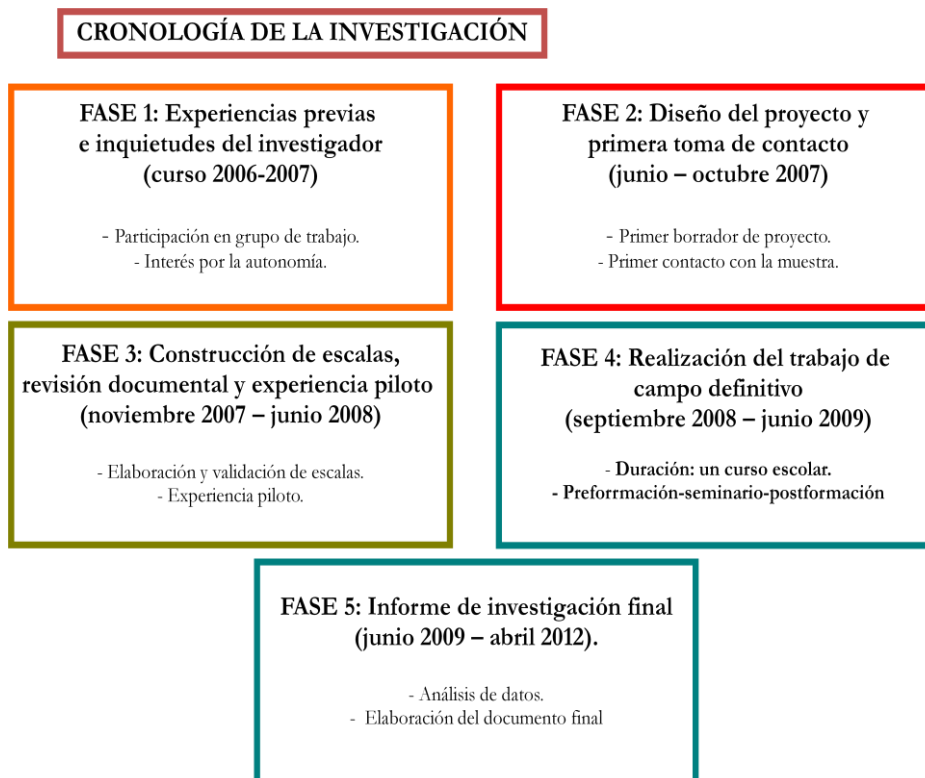 CRONOLOGÍA DE LA INVESTIGACIÓN
FASE 1: Experiencias previas
e inquietudes del investigador
(curso 2006-2007)
- Participación en grupo de trabajo.
- Interés por la autonomía.
FASE 2: Diseño del proyecto y
primera toma de contacto
(junio – octubre 2007)
- Primer borrador de proyecto.
- Primer contacto con la muestra.
FASE 3: Construcción de escalas,
revisión documental y experiencia piloto
(noviembre 2007 – junio 2008)
- Elaboración y validación de escalas.
- Experiencia piloto.
FASE 4: Realización del trabajo de
campo definitivo
(septiembre 2008 – junio 2009)
- Duración: un curso escolar.
- Preforrmación-seminario-postformación
FASE 5: Informe de investigación final
(junio 2009 – abril 2012).
- Análisis de datos.
- Elaboración del documento final